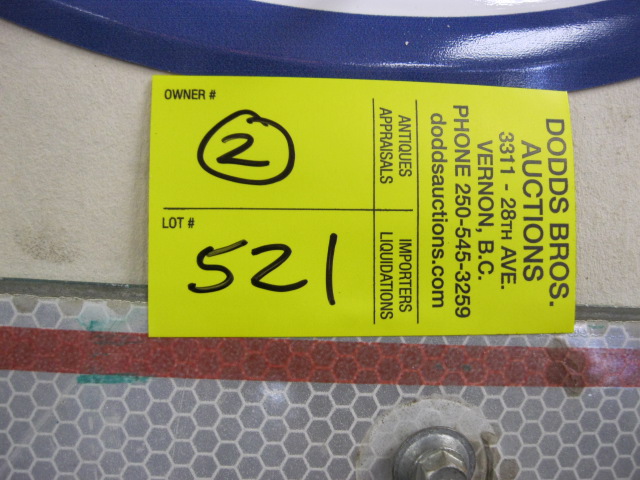 OWNER #
2
LOT #
521
ANTIQUES
APPRAISALS
IMPORTERS
LIQUIDATIONS
DODDS BROS.
AUCTIONS
3311 - 28TH AVE.
VERNON, B.C.
PHONE 250-545-3259
doddsauctions.com